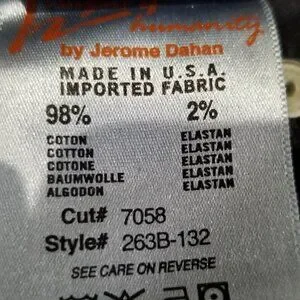 humanity
by Jerome Dahan
MADE IN U.S.A.
IMPORTED FABRIC
98% 2%
COTON ELASTAN
COTTON ELASTAN
COTONE ELASTAN
BAUMWOLLE ELASTAN
ALGODON ELASTAN
Cut# 7058
Style# 263B-132
SEE CARE ON REVERSE